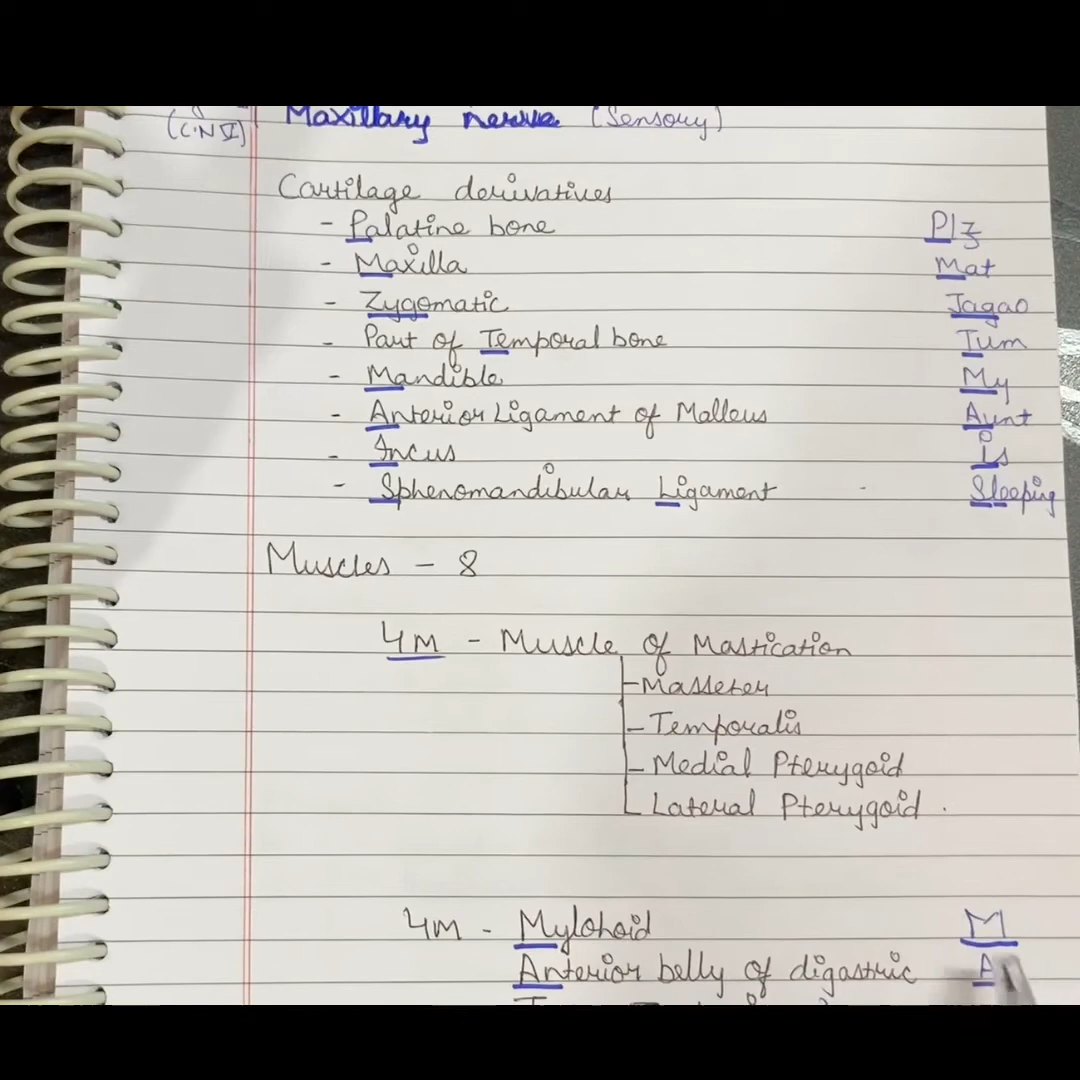 (C.N V) Maxillary nerve (Sensory)
Cartilage derivatives
- Palatine bone Plz
- Maxilla Mat
- Zygomatic Jagao
- Part of Temporal bone Tum
- Mandible My
- Anterior Ligament of Malleus Aunt
- Incus Is
- Sphenomandibular Ligament Sleeping
Muscles - 8
4M - Muscle of Mastication
- Masseter
- Temporalis
- Medial Pterygoid
- Lateral Pterygoid.
4M - Mylohoid M
Anterior belly of digastric A